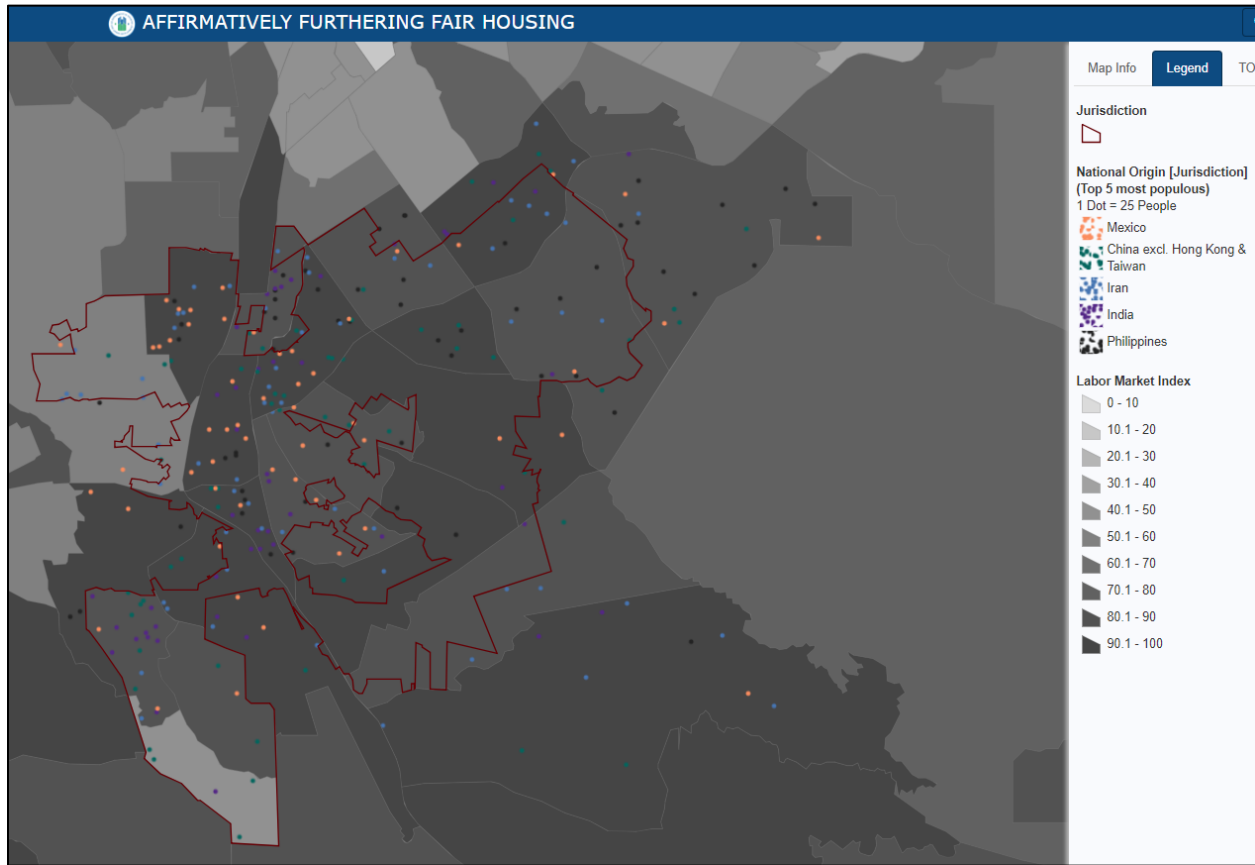 AFFIRMATIVELY FURTHERING FAIR HOUSING
Map Info
Legend
TO
Jurisdiction
National Origin [Jurisdiction]
(Top 5 most populous)
1 Dot = 25 People
Mexico
China excl. Hong Kong &
Taiwan
Iran
India
Philippines
Labor Market Index
0 - 10
10.1 - 20
20.1 - 30
30.1 - 40
40.1 - 50
50.1 - 60
60.1 - 70
70.1 - 80
80.1 - 90
90.1 - 100